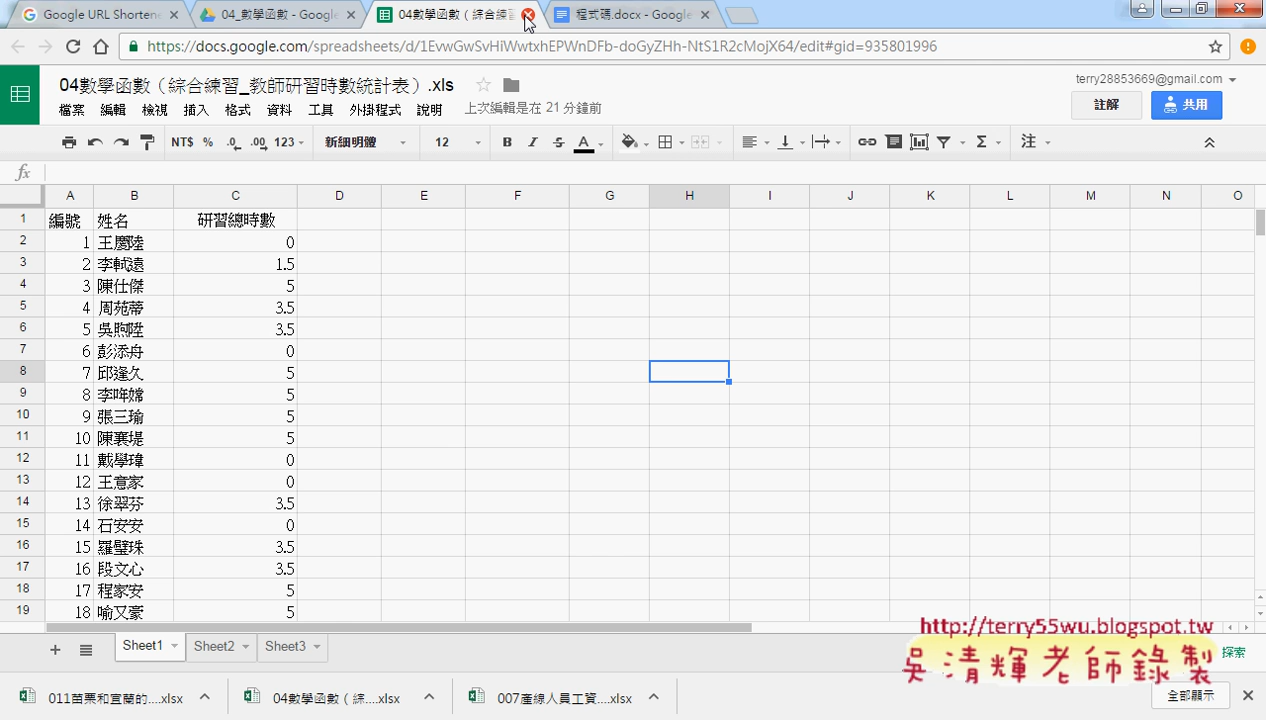 Google URL Shortene
04_數學函數 - Google
04數學函數（綜合練習
程式碼.docx - Google
https://docs.google.com/spreadsheets/d/1EvwGwSvHiWwtxhEPWnDFb-doGyZHh-NtS1R2cMojX64/edit#gid=935801996
04數學函數（綜合練習_教師研習時數統計表）.xls
terry28853669@gmail.com
檔案 編輯 檢視 插入 格式 資料 工具 外掛程式 說明 上次編輯是在 21 分鐘前
註解 共用
NT$ % .0 .00 123 新細明體 12 B I S A Σ 注
fx
A B C D E F G H I J K L M N O
1 編號 姓名 研習總時數
2 1 王慶陸 0
3 2 李軾遠 1.5
4 3 陳仕傑 5
5 4 周苑蒂 3.5
6 5 吳煦陞 3.5
7 6 彭添舟 0
8 7 邱逢久 5
9 8 李哖嫦 5
10 9 張三瑜 5
11 10 陳襄堤 5
12 11 戴學瑋 0
13 12 王意家 0
14 13 徐翠芬 3.5
15 14 石安安 0
16 15 羅璧珠 3.5
17 16 段文心 3.5
18 17 程家安 5
19 18 喻又豪 5
Sheet1 Sheet2 Sheet3
探索
http://terry55wu.blogspot.tw
吳清輝老師錄製
011苗栗和宜蘭的....xlsx
04數學函數（綜....xlsx
007產線人員工資....xlsx
全部顯示